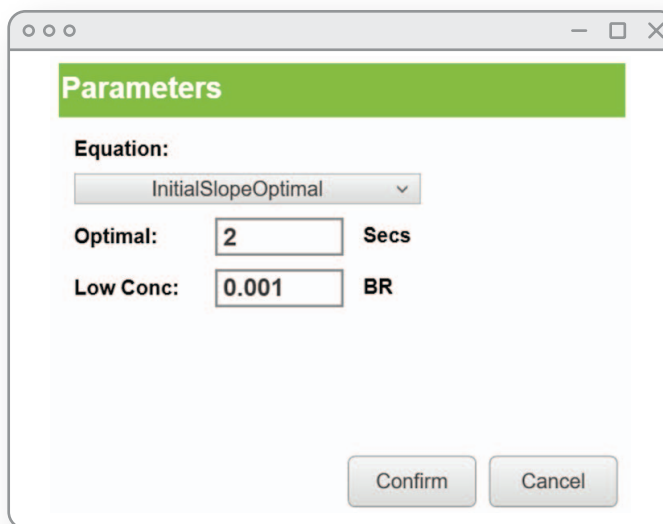 Parameters
Equation:
InitialSlopeOptimal
Optimal: 2 Secs
Low Conc: 0.001 BR
Confirm Cancel